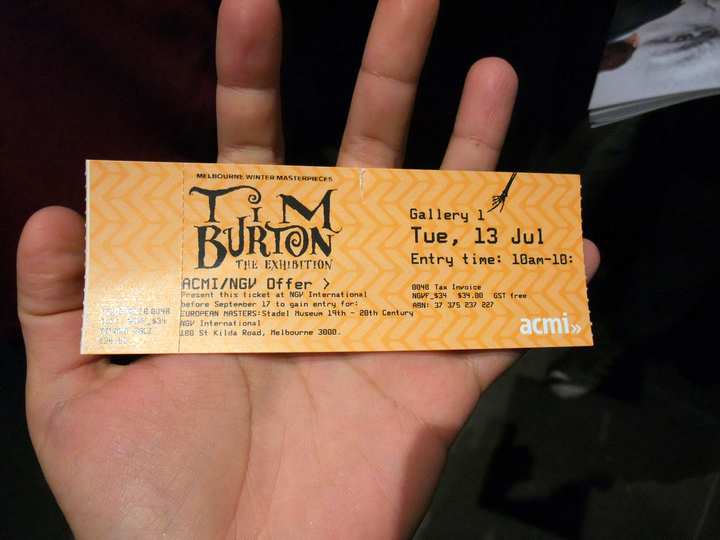 MELBOURNE WINTER MASTERPIECES
TiM
BURTON
THE EXHIBITION
ACMI/NGV Offer >
Present this ticket at NGV International
before September 17 to gain entry for:
EUROPEAN MASTERS:Stadel Museum 19th - 20th Century
NGV International
180 St Kilda Road, Melbourne 3000.
Gallery 1
Tue, 13 Jul
Entry time: 10am-10:
0048 Tax Invoice
NGVF_$34 $34.00 GST free
ABN: 37 375 237 227
acmi»